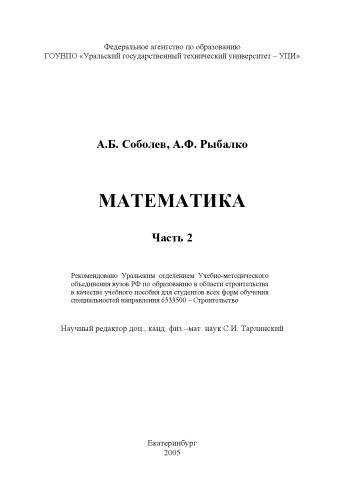 Федеральное агентство по образованию
ГОУВПО «Уральский государственный технический университет – УПИ»
А.Б. Соболев, А.Ф. Рыбалко
МАТЕМАТИКА
Часть 2
Рекомендовано Уральским отделением Учебно-методического
объединения вузов РФ по образованию в области строительства
в качестве учебного пособия для студентов всех форм обучения
специальностей направления 6533500 – Строительство
Научный редактор доц., канд. физ.–мат. наук С.И. Тарлинский
Екатеринбург
2005